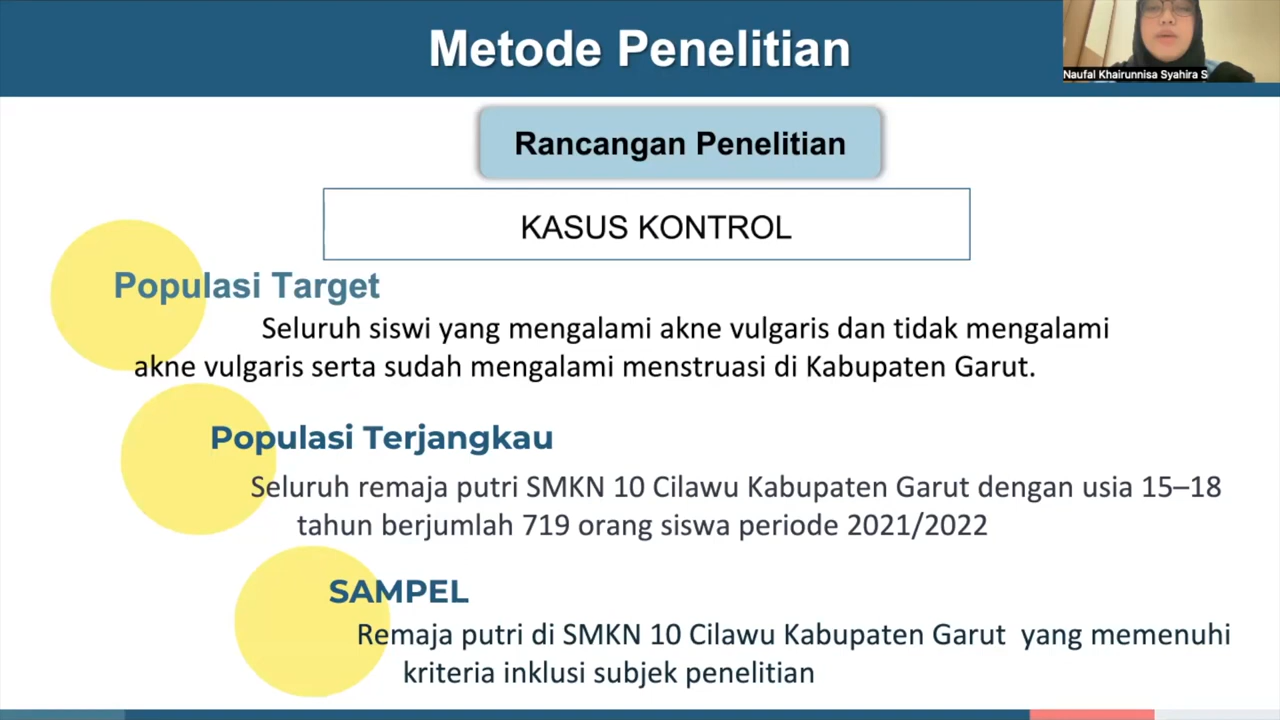 Metode Penelitian
Naufal Khairunnisa Syahira S
Rancangan Penelitian
KASUS KONTROL
Populasi Target
Seluruh siswi yang mengalami akne vulgaris dan tidak mengalami
akne vulgaris serta sudah mengalami menstruasi di Kabupaten Garut.
Populasi Terjangkau
Seluruh remaja putri SMKN 10 Cilawu Kabupaten Garut dengan usia 15–18
tahun berjumlah 719 orang siswa periode 2021/2022
SAMPEL
Remaja putri di SMKN 10 Cilawu Kabupaten Garut yang memenuhi
kriteria inklusi subjek penelitian